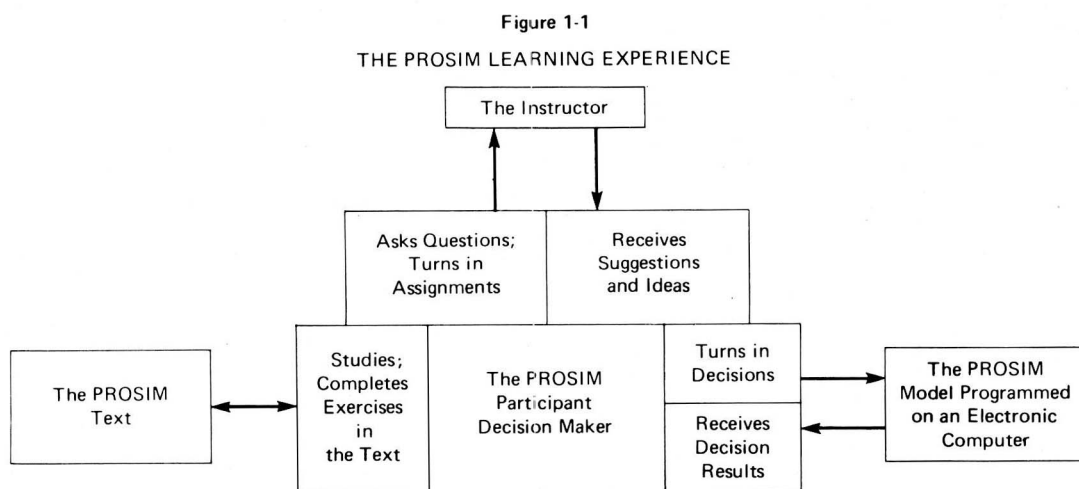 Figure 1-1
THE PROSIM LEARNING EXPERIENCE
The Instructor
Asks Questions;
Turns in
Assignments
Receives
Suggestions
and Ideas
The PROSIM
Text
Studies;
Completes
Exercises
in
the Text
The PROSIM
Participant
Decision Maker
Turns in
Decisions
Receives
Decision
Results
The PROSIM
Model Programmed
on an Electronic
Computer